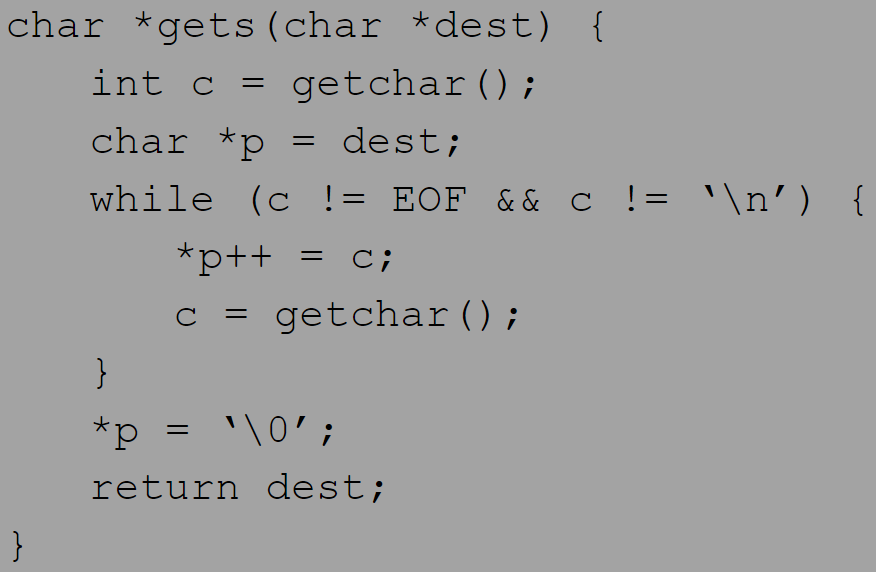 char *gets(char *dest) {
int c = getchar();
char *p = dest;
while (c != EOF && c != ‘\n’) {
*p++ = c;
c = getchar();
}
*p = ‘\0’;
return dest;
}